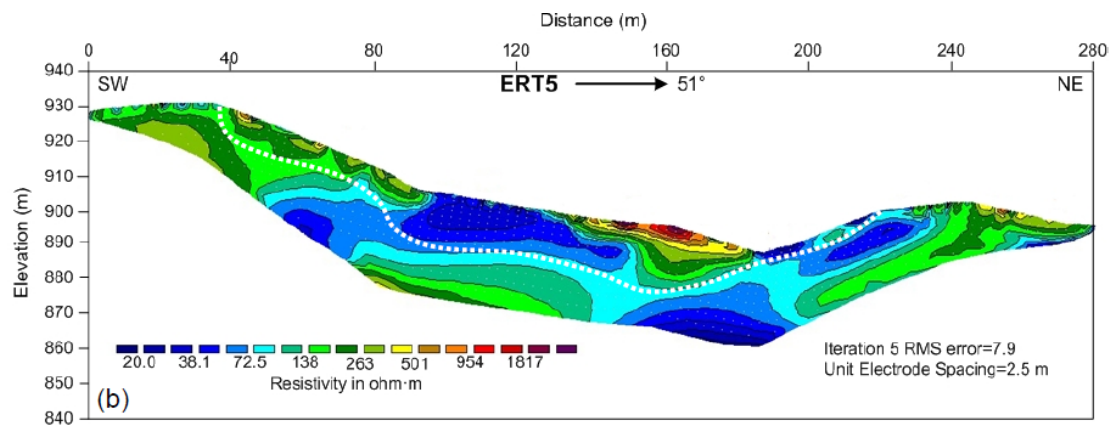 Distance (m)
0 40 80 120 160 200 240 280
940 SW ERT5 51° NE
930
920
910
900
890
880
870
860
850
840
Elevation (m)
20.0 38.1 72.5 138 263 501 954 1817
Resistivity in ohm·m
Iteration 5 RMS error=7.9
Unit Electrode Spacing=2.5 m
(b)